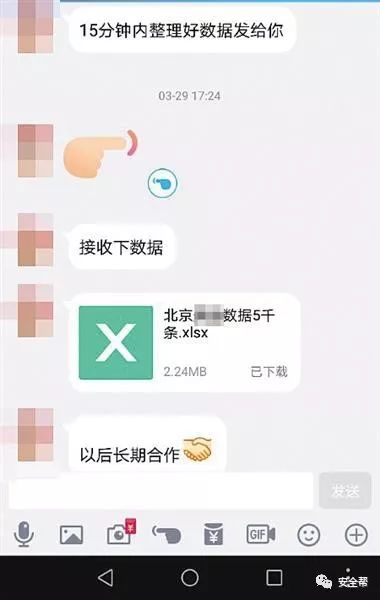 15分钟内整理好数据发给你
03-29 17:24
接收下数据
北京 数据5千
条.xlsx
2.24MB 已下载
以后长期合作
发送
GIF
安全帮